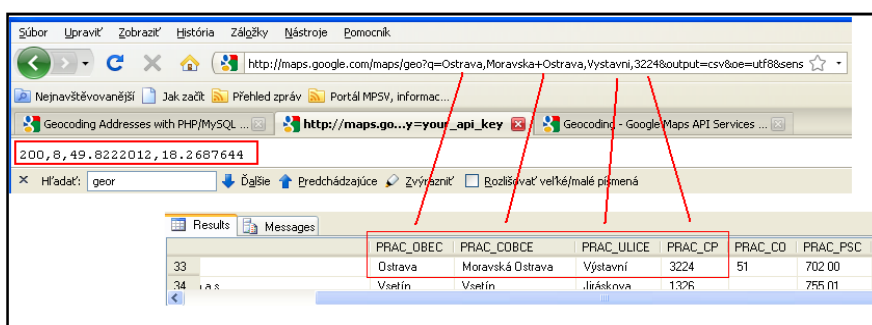 Súbor Upraviť Zobraziť História Záložky Nástroje Pomocník
http://maps.google.com/maps/geo?q=Ostrava,Moravska+Ostrava,Vystavni,3224&output=csv&oe=utf8&sens
Nejnavštěvovanější Jak začít Přehled zpráv Portál MPSV, informac...
Geocoding Addresses with PHP/MySQL ... http://maps.go...y=your_api_key Geocoding - Google Maps API Services ...
200,8,49.8222012,18.2687644
Hľadať: geor Ďalšie Predchádzajúce Zvýrazniť Rozlišovať veľké/malé písmená
Results Messages
PRAC_OBEC PRAC_COBCE PRAC_ULICE PRAC_CP PRAC_CO PRAC_PSC
33 Ostrava Moravská Ostrava Výstavní 3224 51 702 00
34 Vsetín Vsetín Jiráskova 1326 755 01